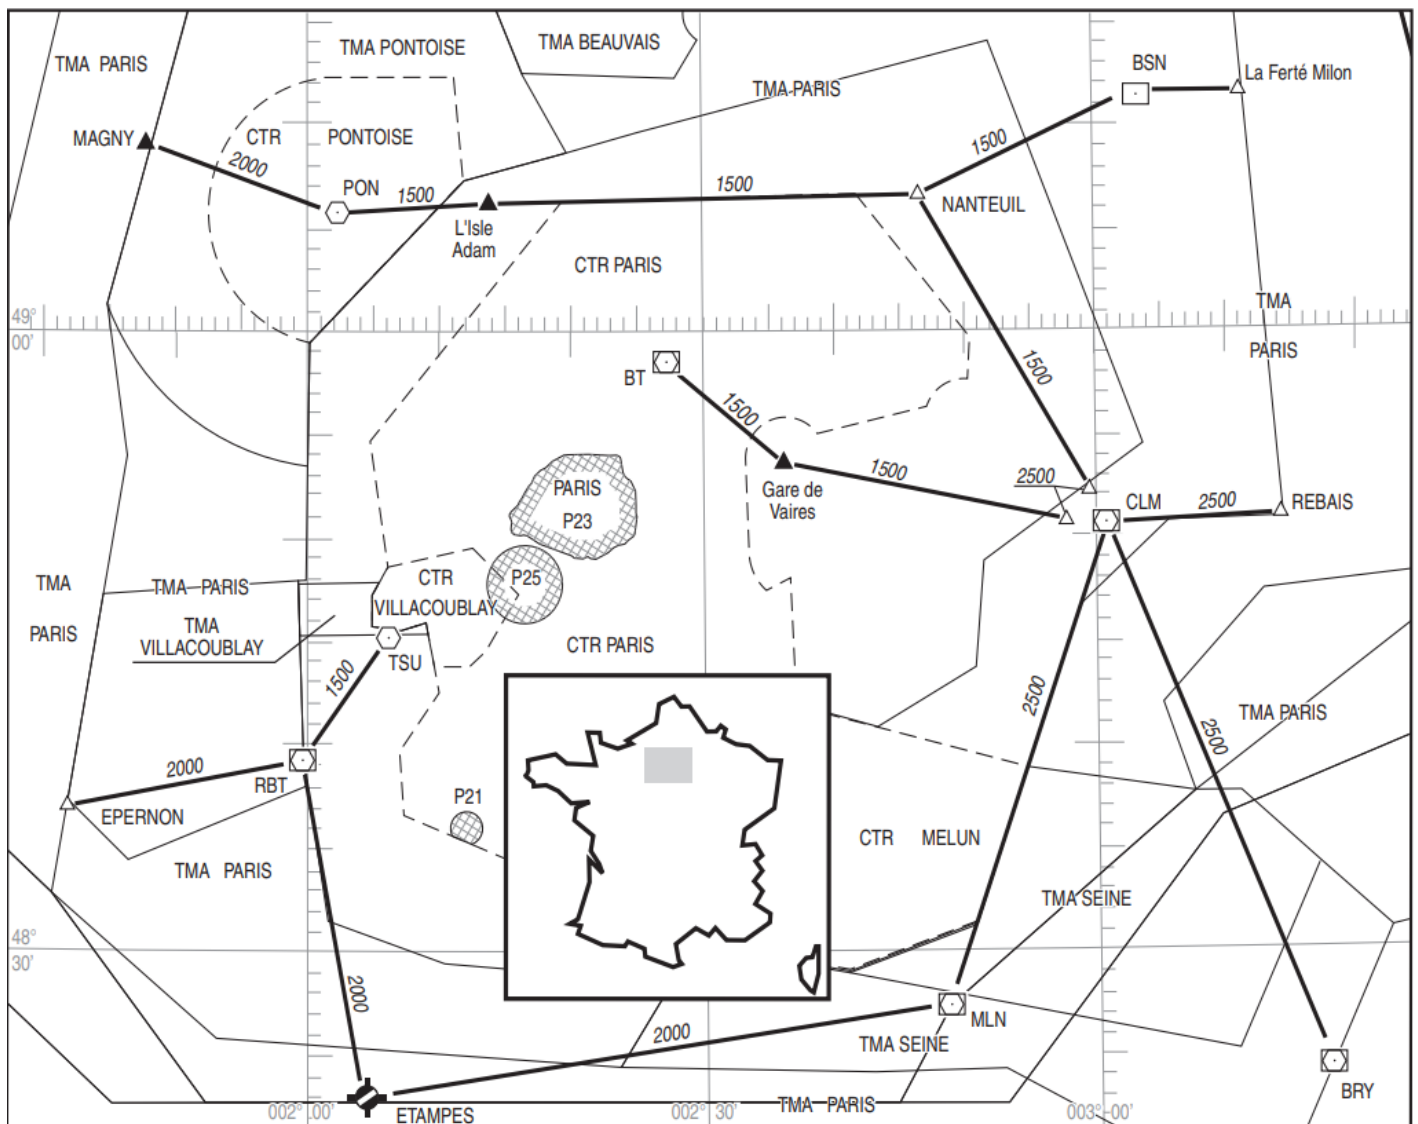 TMA PONTOISE
TMA BEAUVAIS
TMA PARIS
BSN
La Ferté Milon
TMA PARIS
MAGNY
CTR PONTOISE
2000
1500
PON
1500
1500
NANTEUIL
L'Isle
Adam
CTR PARIS
49°
00'
TMA
PARIS
BT
1500
1500
1500
2500
PARIS
P23
Gare de
Vaires
CLM
2500
REBAIS
TMA
PARIS
TMA PARIS
CTR
VILLACOUBLAY
P25
TMA
VILLACOUBLAY
TSU
CTR PARIS
1500
2500
2500
TMA PARIS
2000
RBT
EPERNON
P21
CTR MELUN
TMA PARIS
TMA SEINE
48°
30'
2000
2000
MLN
TMA SEINE
BRY
ETAMPES
002° 00'
002° 30'
TMA PARIS
003° 00'